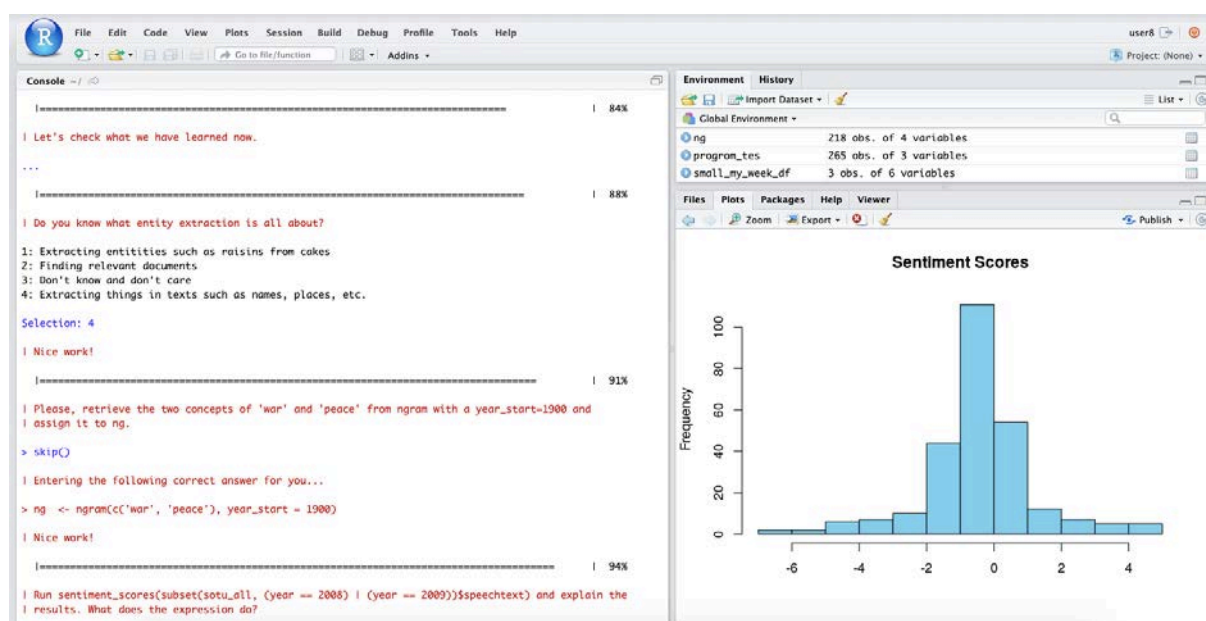 R
File Edit Code View Plots Session Build Debug Profile Tools Help
user8
Go to file/function
Addins
Project: (None)
Console ~/
Environment History
| 84%
Import Dataset
List
Global Environment
| Let's check what we have learned now.
ng 218 obs. of 4 variables
...
program_tes 265 obs. of 3 variables
small_my_week_df 3 obs. of 6 variables
| 88%
Files Plots Packages Help Viewer
| Do you know what entity extraction is all about?
Zoom Export Publish
1: Extracting entitities such as raisins from cakes
2: Finding relevant documents
3: Don't know and don't care
4: Extracting things in texts such as names, places, etc.
Selection: 4
| Nice work!
| 91%
| Please, retrieve the two concepts of 'war' and 'peace' from ngram with a year_start=1900 and
| assign it to ng.
> skip()
| Entering the following correct answer for you...
> ng <- ngram(c('war', 'peace'), year_start = 1900)
| Nice work!
| 94%
| Run sentiment_scores(subset(sotu_all, (year == 2008) | (year == 2009))$speechtext) and explain the
| results. What does the expression do?
Sentiment Scores
Frequency
100
80
60
40
20
0
-6 -4 -2 0 2 4